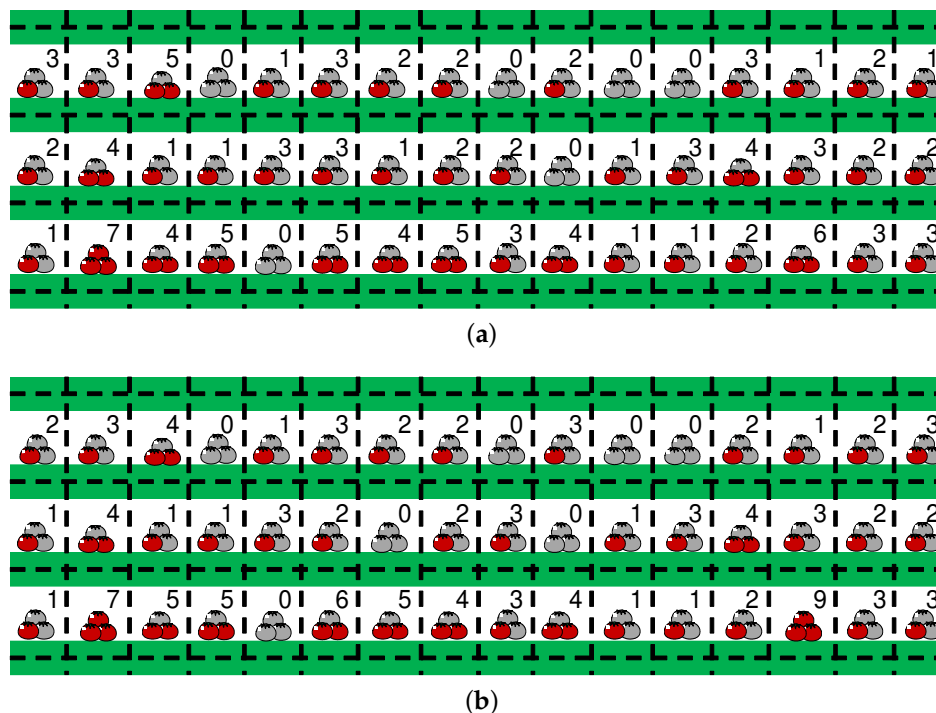 3 3 5 0 1 3 2 2 0 2 0 0 3 1 2 1
2 4 1 1 3 3 1 2 2 0 1 3 4 3 2 2
1 7 4 5 0 5 4 5 3 4 1 1 2 6 3 3
(a)
2 3 4 0 1 3 2 2 0 3 0 0 2 1 2 3
1 4 1 1 3 2 0 2 3 0 1 3 4 3 2 2
1 7 5 5 0 6 5 4 3 4 1 1 2 9 3 3
(b)